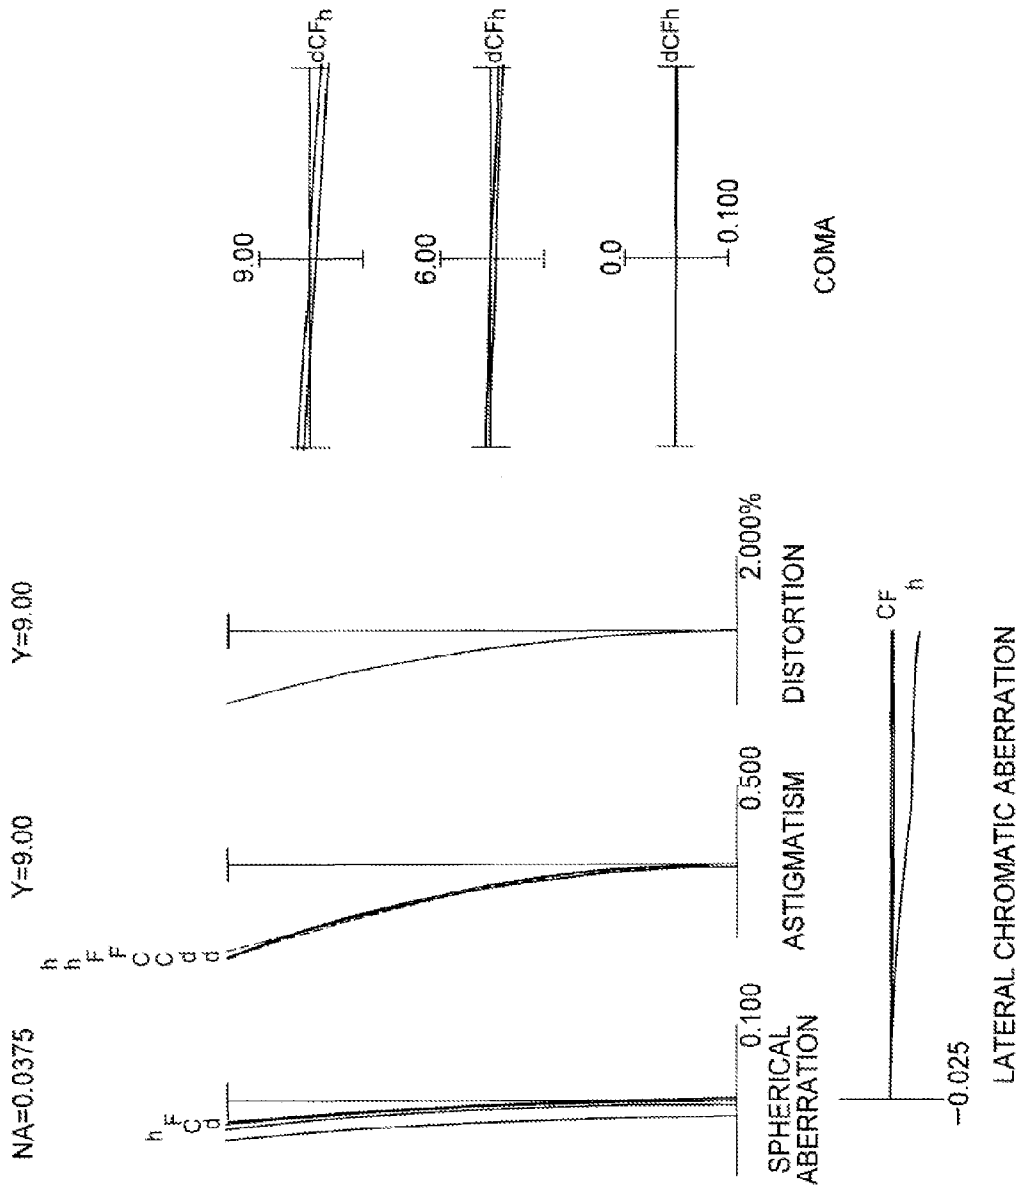 NA=0.0375
Y=9.00
Y=9.00
h
F
C
d
h
h
F
F
C
C
d
d
0.100
SPHERICAL
ABERRATION
0.500
ASTIGMATISM
2.000%
DISTORTION
9.00
dCFh
6.00
dCFh
0.0
dCFh
0.100
COMA
CF
h
-0.025
LATERAL CHROMATIC ABERRATION